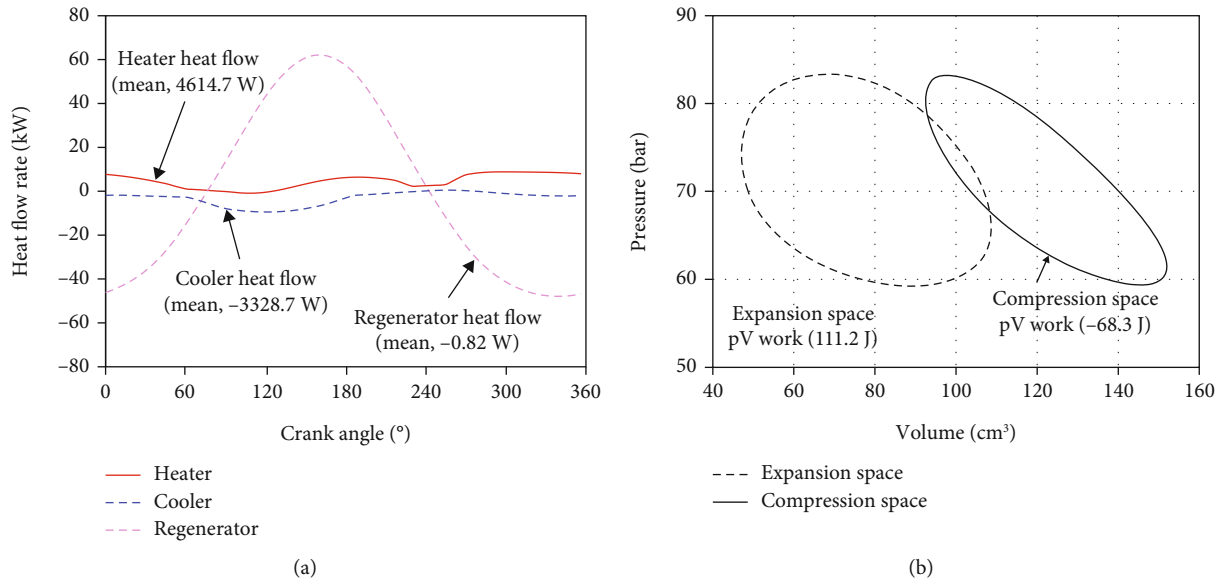 80
60
40
20
0
−20
−40
−60
−80
Heat flow rate (kW)
Heater heat flow
(mean, 4614.7 W)
Cooler heat flow
(mean, −3328.7 W)
Regenerator heat flow
(mean, −0.82 W)
0
60
120
180
240
300
360
Crank angle (°)
Heater
Cooler
Regenerator
(a)
90
80
70
60
50
Pressure (bar)
Expansion space
pV work (111.2 J)
Compression space
pV work (−68.3 J)
40
60
80
100
120
140
160
Volume (cm³)
Expansion space
Compression space
(b)